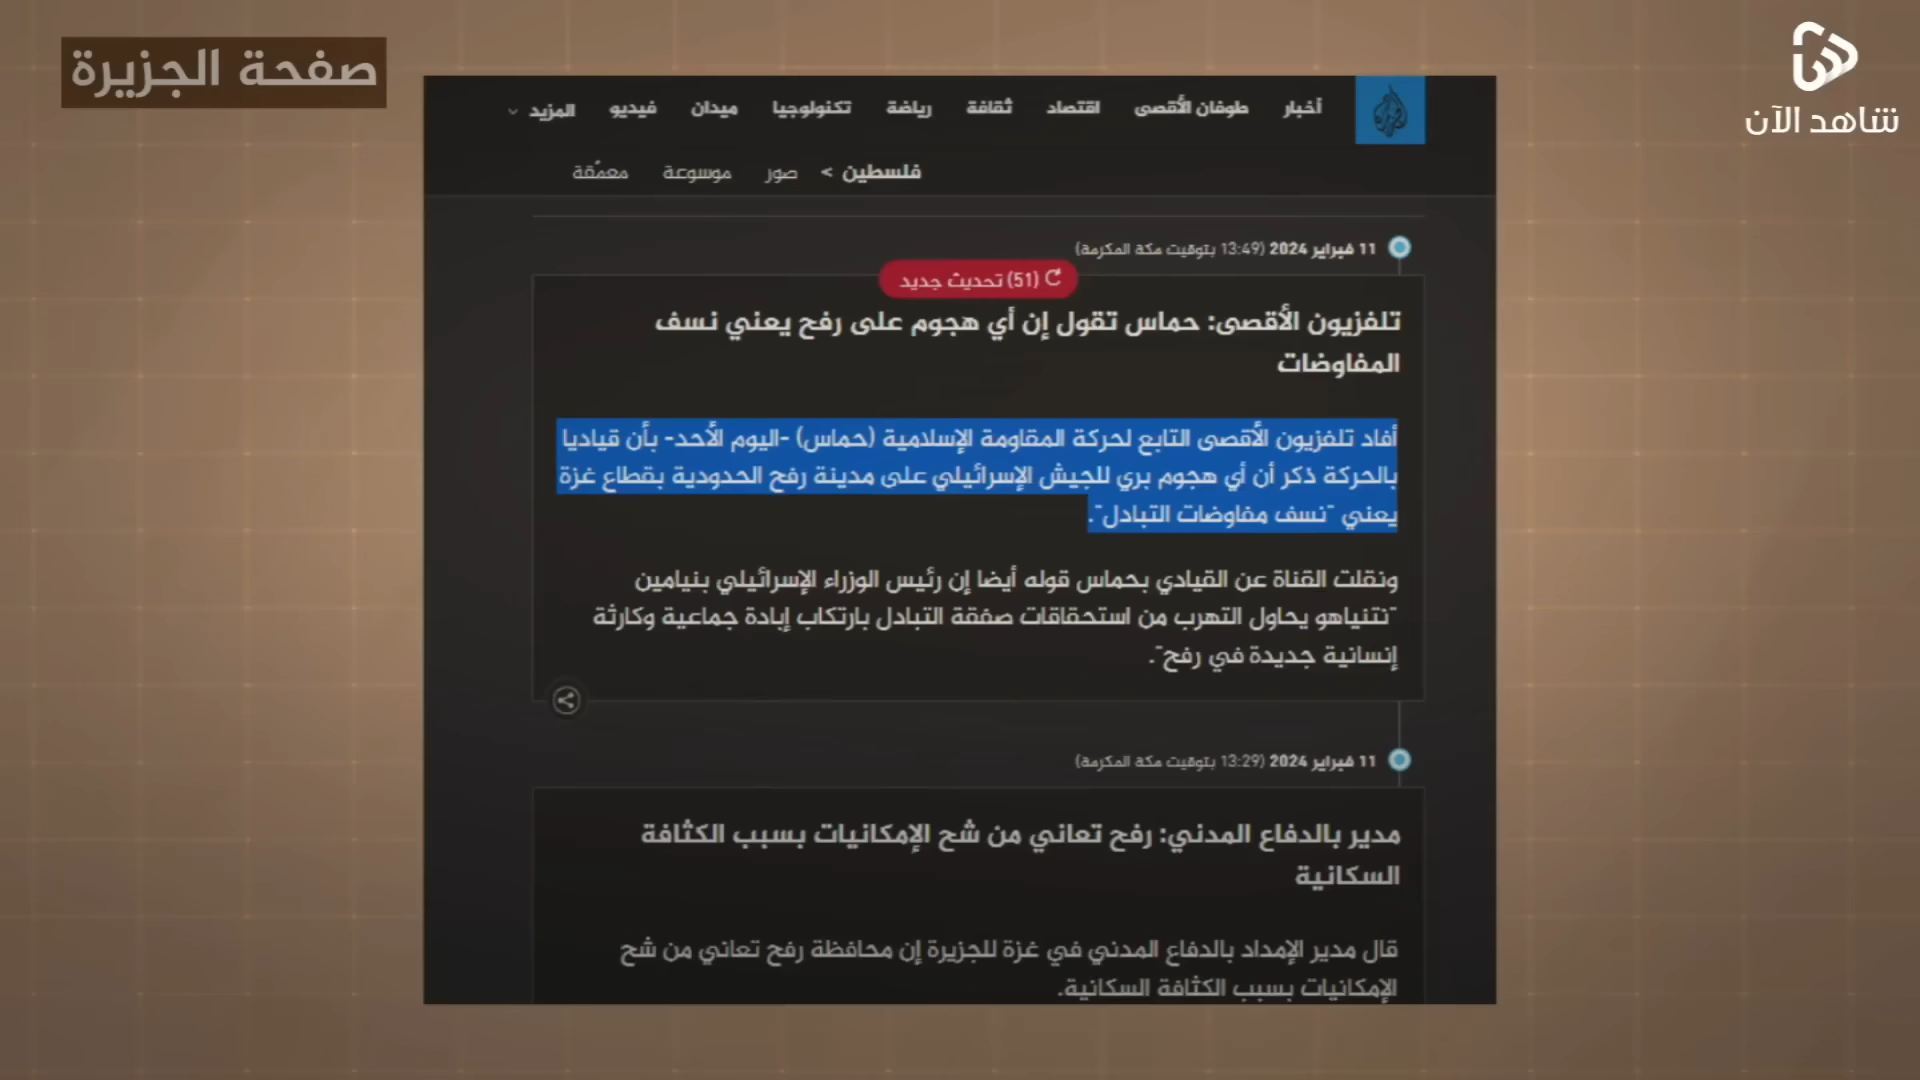 صفحة الجزيرة
شاهد الآن
أخبار طوفان الأقصى اقتصاد ثقافة رياضة تكنولوجيا ميدان فيديو المزيد
فلسطين > صور موسوعة معمّقة
11 فبراير 2024 (13:49 بتوقيت مكة المكرمة)
(51) تحديث جديد
تلفزيون الأقصى: حماس تقول إن أي هجوم على رفح يعني نسف
المفاوضات
أفاد تلفزيون الأقصى التابع لحركة المقاومة الإسلامية (حماس) -اليوم الأحد- بأن قياديا
بالحركة ذكر أن أي هجوم بري للجيش الإسرائيلي على مدينة رفح الحدودية بقطاع غزة
يعني "نسف مفاوضات التبادل".
ونقلت القناة عن القيادي بحماس قوله أيضا إن رئيس الوزراء الإسرائيلي بنيامين
"نتنياهو يحاول التهرب من استحقاقات صفقة التبادل بارتكاب إبادة جماعية وكارثة
إنسانية جديدة في رفح".
11 فبراير 2024 (13:29 بتوقيت مكة المكرمة)
مدير بالدفاع المدني: رفح تعاني من شح الإمكانيات بسبب الكثافة
السكانية
قال مدير الإمداد بالدفاع المدني في غزة للجزيرة إن محافظة رفح تعاني من شح
الإمكانيات بسبب الكثافة السكانية.